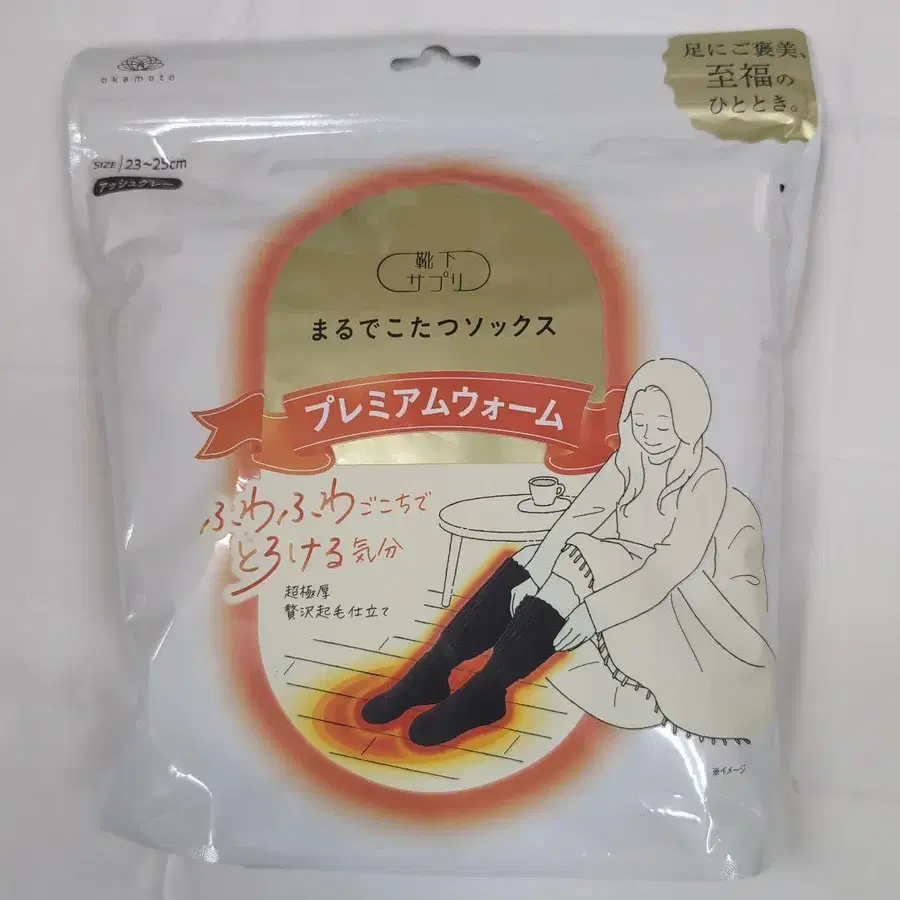 okamoto
足にご褒美、
至福の
ひととき。
SIZE/23~25cm
アッシュグレー
靴下
サプリ
まるでこたつソックス
プレミアムウォーム
ふわふわごこちで
とろける気分
超極厚
贅沢起毛仕立て
※イメージ